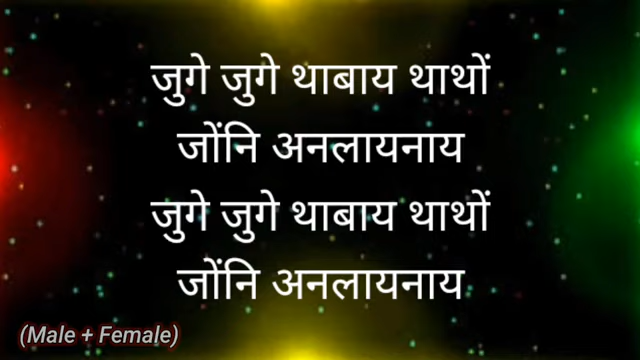 जुगे जुगे थाबाय थाथों
जोंनि अनलायनाय
जुगे जुगे थाबाय थाथों
जोंनि अनलायनाय
(Male + Female)